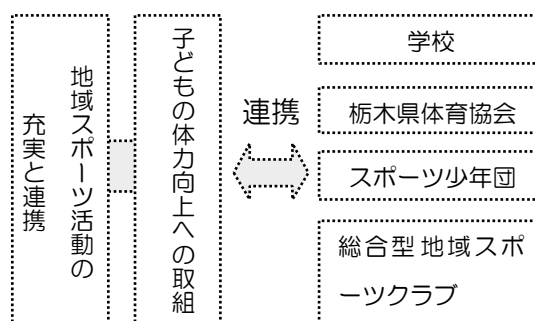 地域スポーツ活動の
充実と連携
子どもの体力向上への取組
連携
学校
栃木県体育協会
スポーツ少年団
総合型地域スポ
ーツクラブ